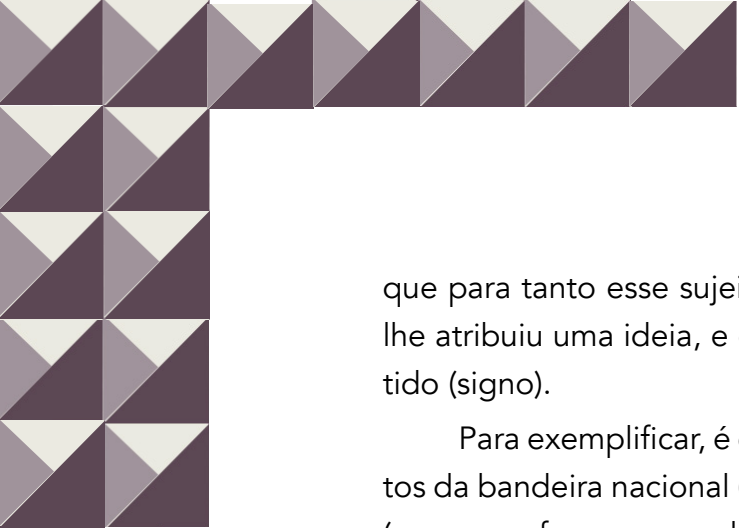 que para tanto esse sujei
lhe atribuiu uma ideia, e
tido (signo).
Para exemplificar, é
tos da bandeira nacional